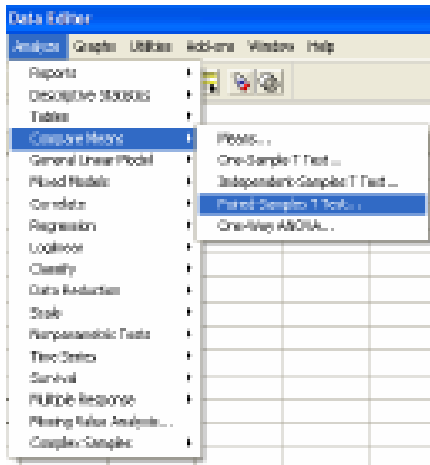 Data Editor
Analyze Graphs Utilities Add-ons Window Help
Reports
Descriptive Statistics
Tables
Compare Means
General Linear Model
Mixed Models
Correlate
Regression
Loglinear
Classify
Data Reduction
Scale
Nonparametric Tests
Time Series
Survival
Multiple Response
Missing Value Analysis...
Complex Samples
Means...
One-Sample T Test...
Independent-Samples T Test...
Paired-Samples T Test...
One-Way ANOVA...